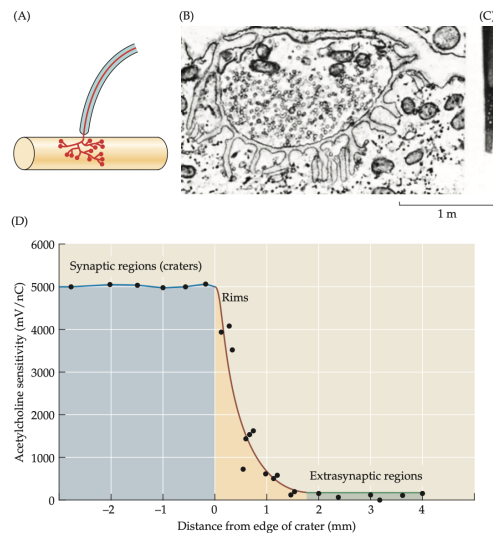 (A)
(B)
(C)
1 m
(D)
6000
5000
4000
3000
2000
1000
0
Acetylcholine sensitivity (mV/nC)
Synaptic regions (craters)
Rims
Extrasynaptic regions
−2
−1
0
1
2
3
4
Distance from edge of crater (mm)